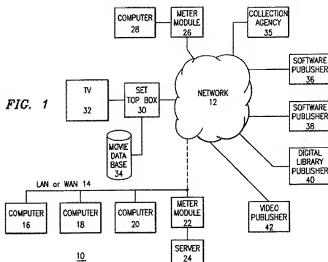 COMPUTER
28
METER
MODULE
26
COLLECTION
AGENCY
35
SOFTWARE
PUBLISHER
36
FIG. 1
TV
32
SET
TOP BOX
30
NETWORK
12
SOFTWARE
PUBLISHER
38
MOVIE
DATA
BASE
34
DIGITAL
LIBRARY
PUBLISHER
40
LAN or WAN 14
COMPUTER
16
COMPUTER
18
COMPUTER
20
METER
MODULE
22
VIDEO
PUBLISHER
42
SERVER
24
10